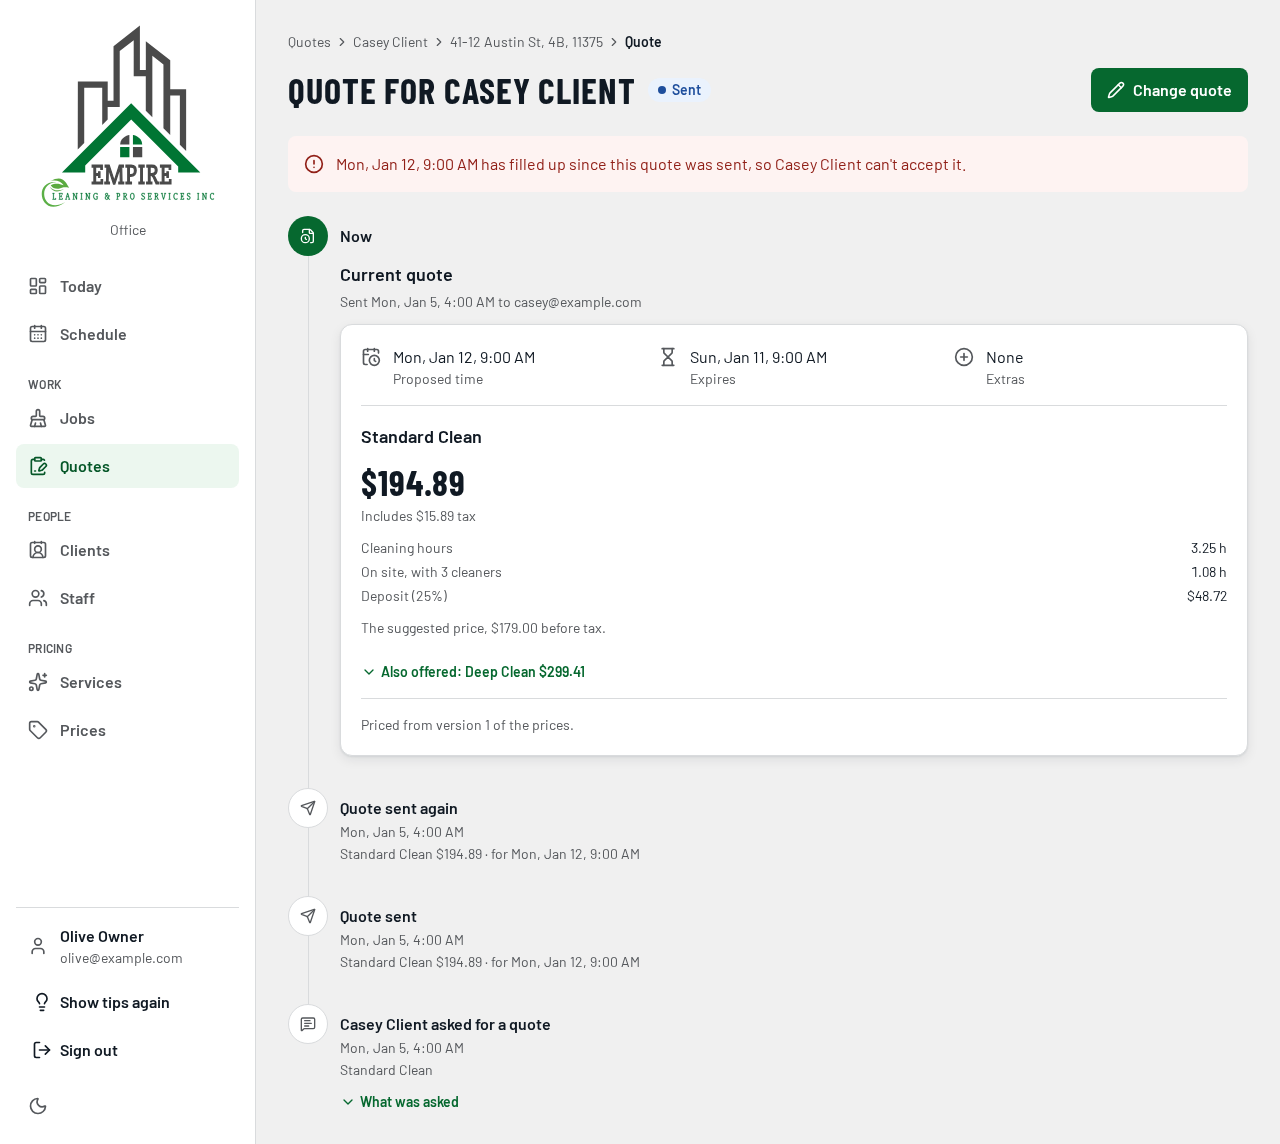 EMPIRE
CLEANING & PRO SERVICES INC
Office
Today
Schedule
WORK
Jobs
Quotes
PEOPLE
Clients
Staff
PRICING
Services
Prices
Olive Owner
olive@example.com
Show tips again
Sign out
Quotes > Casey Client > 41-12 Austin St, 4B, 11375 > Quote
QUOTE FOR CASEY CLIENT
Sent
Change quote
Mon, Jan 12, 9:00 AM has filled up since this quote was sent, so Casey Client can't accept it.
Now
Current quote
Sent Mon, Jan 5, 4:00 AM to casey@example.com
Mon, Jan 12, 9:00 AM
Proposed time
Sun, Jan 11, 9:00 AM
Expires
None
Extras
Standard Clean
$194.89
Includes $15.89 tax
Cleaning hours 3.25 h
On site, with 3 cleaners 1.08 h
Deposit (25%) $48.72
The suggested price, $179.00 before tax.
Also offered: Deep Clean $299.41
Priced from version 1 of the prices.
Quote sent again
Mon, Jan 5, 4:00 AM
Standard Clean $194.89 · for Mon, Jan 12, 9:00 AM
Quote sent
Mon, Jan 5, 4:00 AM
Standard Clean $194.89 · for Mon, Jan 12, 9:00 AM
Casey Client asked for a quote
Mon, Jan 5, 4:00 AM
Standard Clean
What was asked